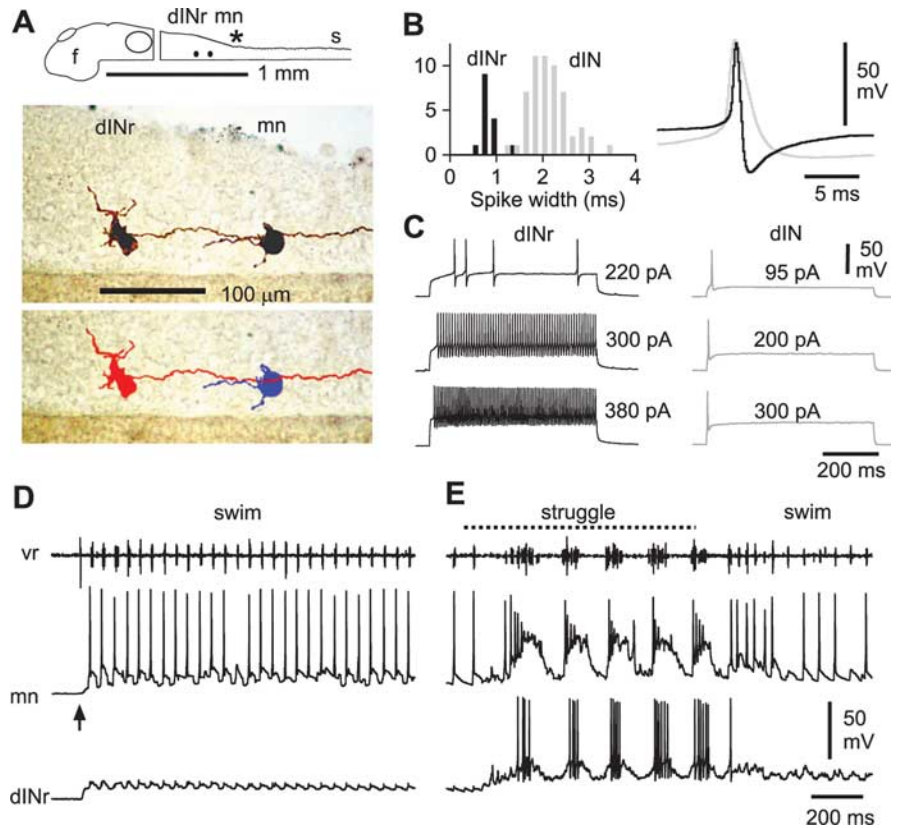 A
dINr mn
*
s
f
1 mm
dINr
mn
100 μm
B
dINr
dIN
10
5
0
0 1 2 3 4
Spike width (ms)
50
mV
5 ms
C
dINr
dIN
50
mV
220 pA
95 pA
300 pA
200 pA
380 pA
300 pA
200 ms
D
swim
vr
mn
dINr
E
struggle
swim
50
mV
200 ms